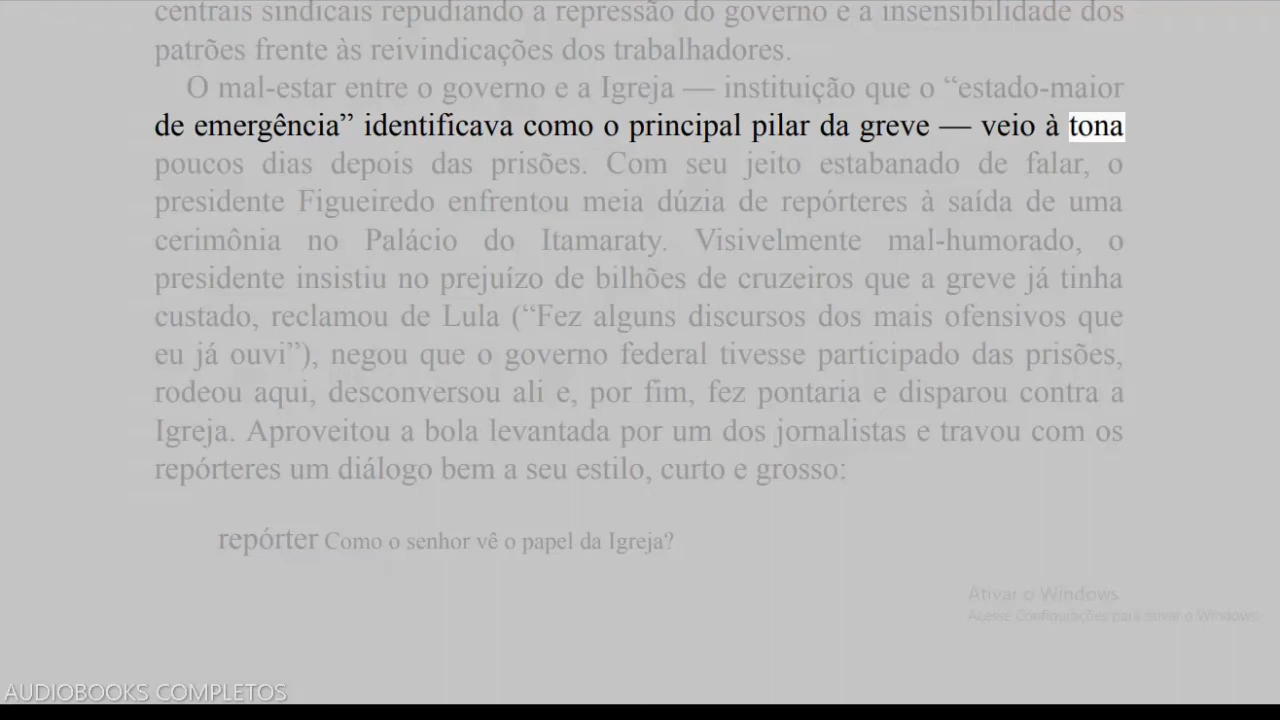 centrais sindicais repudiando a repressão do governo e a insensibilidade dos
patrões frente às reivindicações dos trabalhadores.
O mal-estar entre o governo e a Igreja — instituição que o “estado-maior
de emergência” identificava como o principal pilar da greve — veio à tona
poucos dias depois das prisões. Com seu jeito estabanado de falar, o
presidente Figueiredo enfrentou meia dúzia de repórteres à saída de uma
cerimônia no Palácio do Itamaraty. Visivelmente mal-humorado, o
presidente insistiu no prejuízo de bilhões de cruzeiros que a greve já tinha
custado, reclamou de Lula (“Fez alguns discursos dos mais ofensivos que
eu já ouvi”), negou que o governo federal tivesse participado das prisões,
rodeou aqui, desconversou ali e, por fim, fez pontaria e disparou contra a
Igreja. Aproveitou a bola levantada por um dos jornalistas e travou com os
repórteres um diálogo bem a seu estilo, curto e grosso:
repórter Como o senhor vê o papel da Igreja?
Ativar o Windows
Acesse Configurações para ativar o Windows.
AUDIOBOOKS COMPLETOS